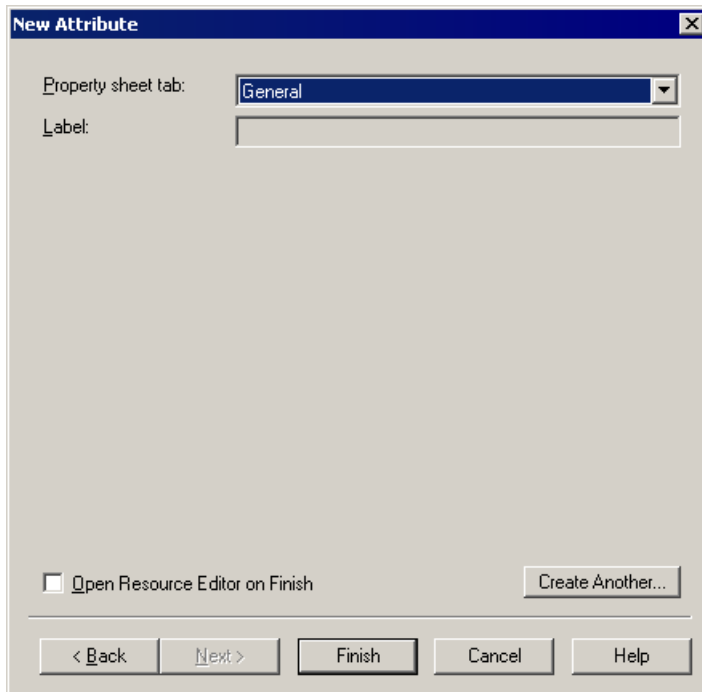 New Attribute
Property sheet tab: General
Label:
Open Resource Editor on Finish Create Another...
< Back Next > Finish Cancel Help